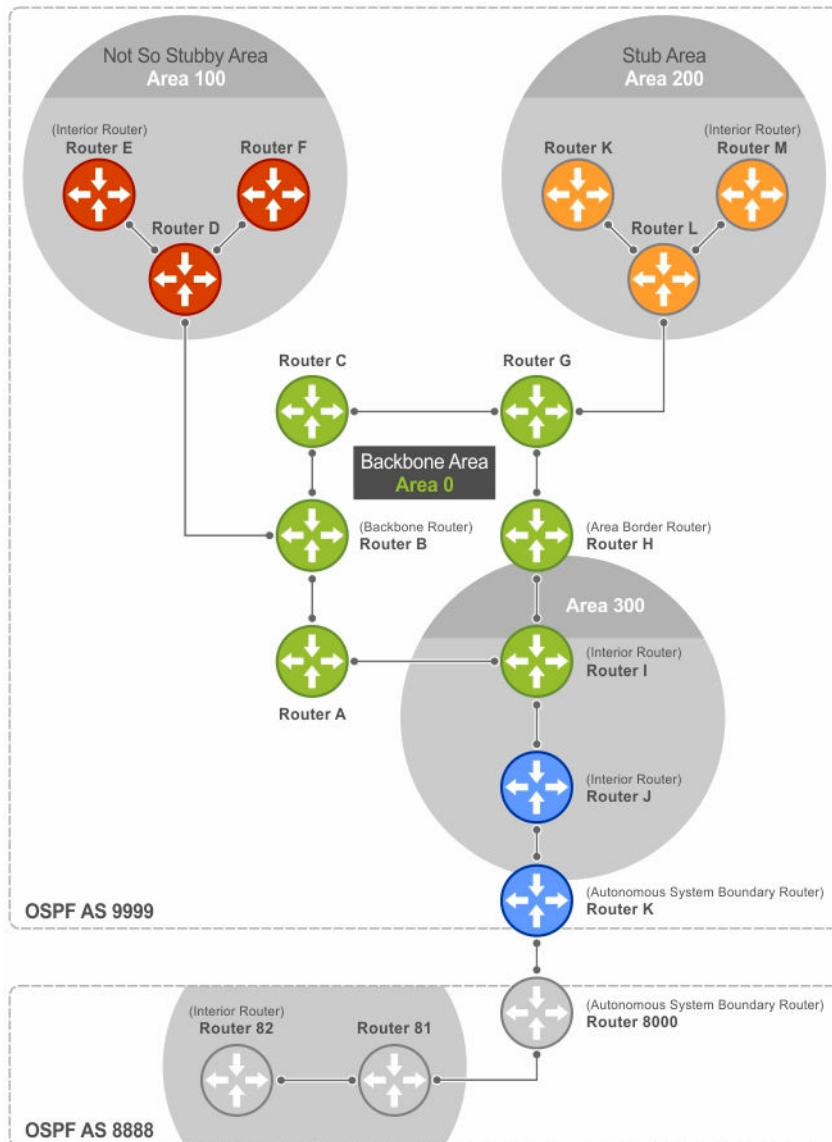 Not So Stubby Area
Area 100
(Interior Router)
Router E
Router F
Router D
Stub Area
Area 200
Router K
(Interior Router)
Router M
Router L
Router C
Router G
Backbone Area
Area 0
(Backbone Router)
Router B
(Area Border Router)
Router H
Area 300
Router A
(Interior Router)
Router I
(Interior Router)
Router J
(Autonomous System Boundary Router)
Router K
OSPF AS 9999
(Autonomous System Boundary Router)
Router 8000
(Interior Router)
Router 82
Router 81
OSPF AS 8888